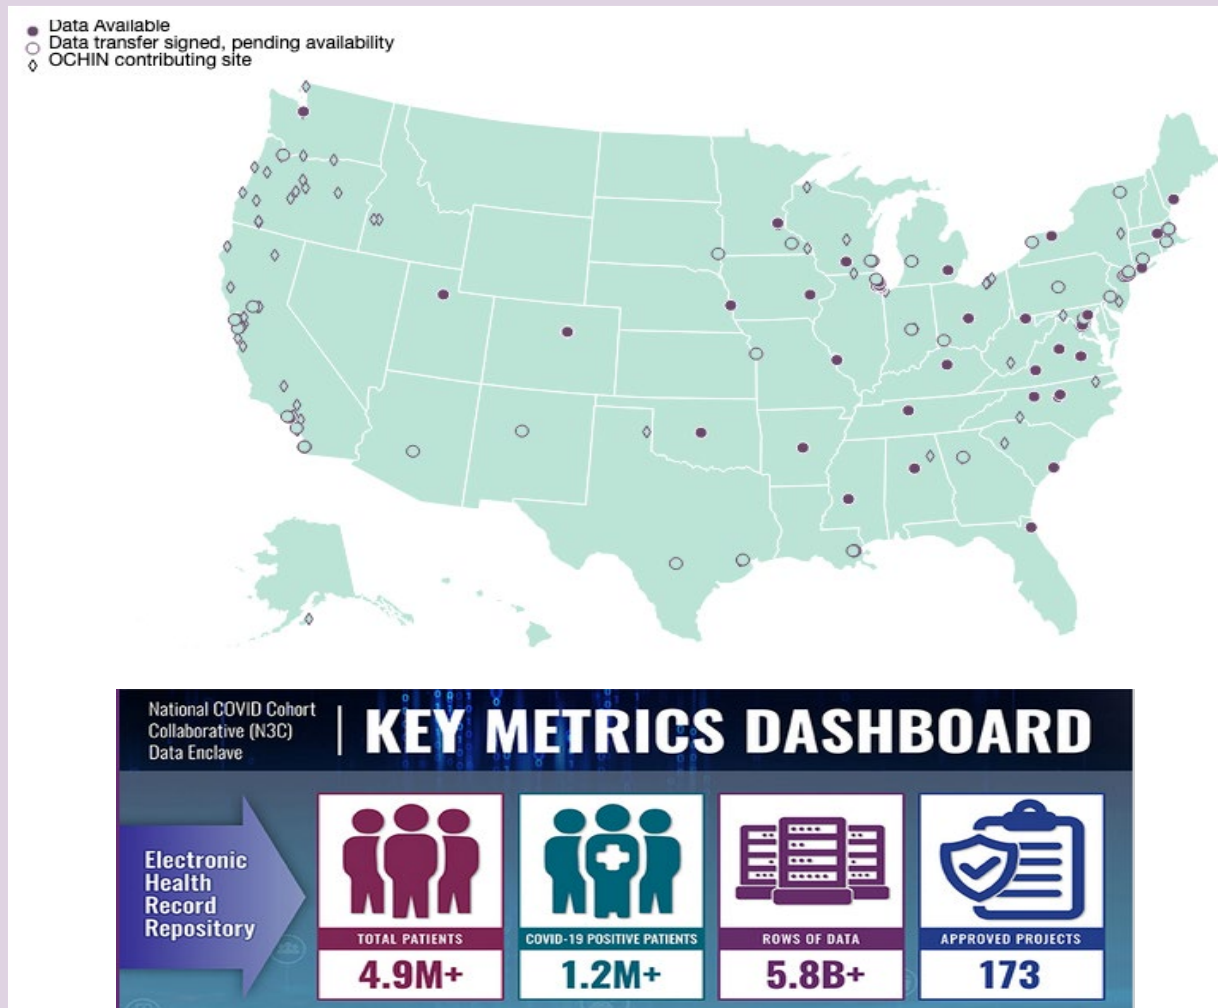 Data Available
Data transfer signed, pending availability
OCHIN contributing site
National COVID Cohort
Collaborative (N3C)
Data Enclave
KEY METRICS DASHBOARD
Electronic
Health
Record
Repository
TOTAL PATIENTS
4.9M+
COVID-19 POSITIVE PATIENTS
1.2M+
ROWS OF DATA
5.8B+
APPROVED PROJECTS
173